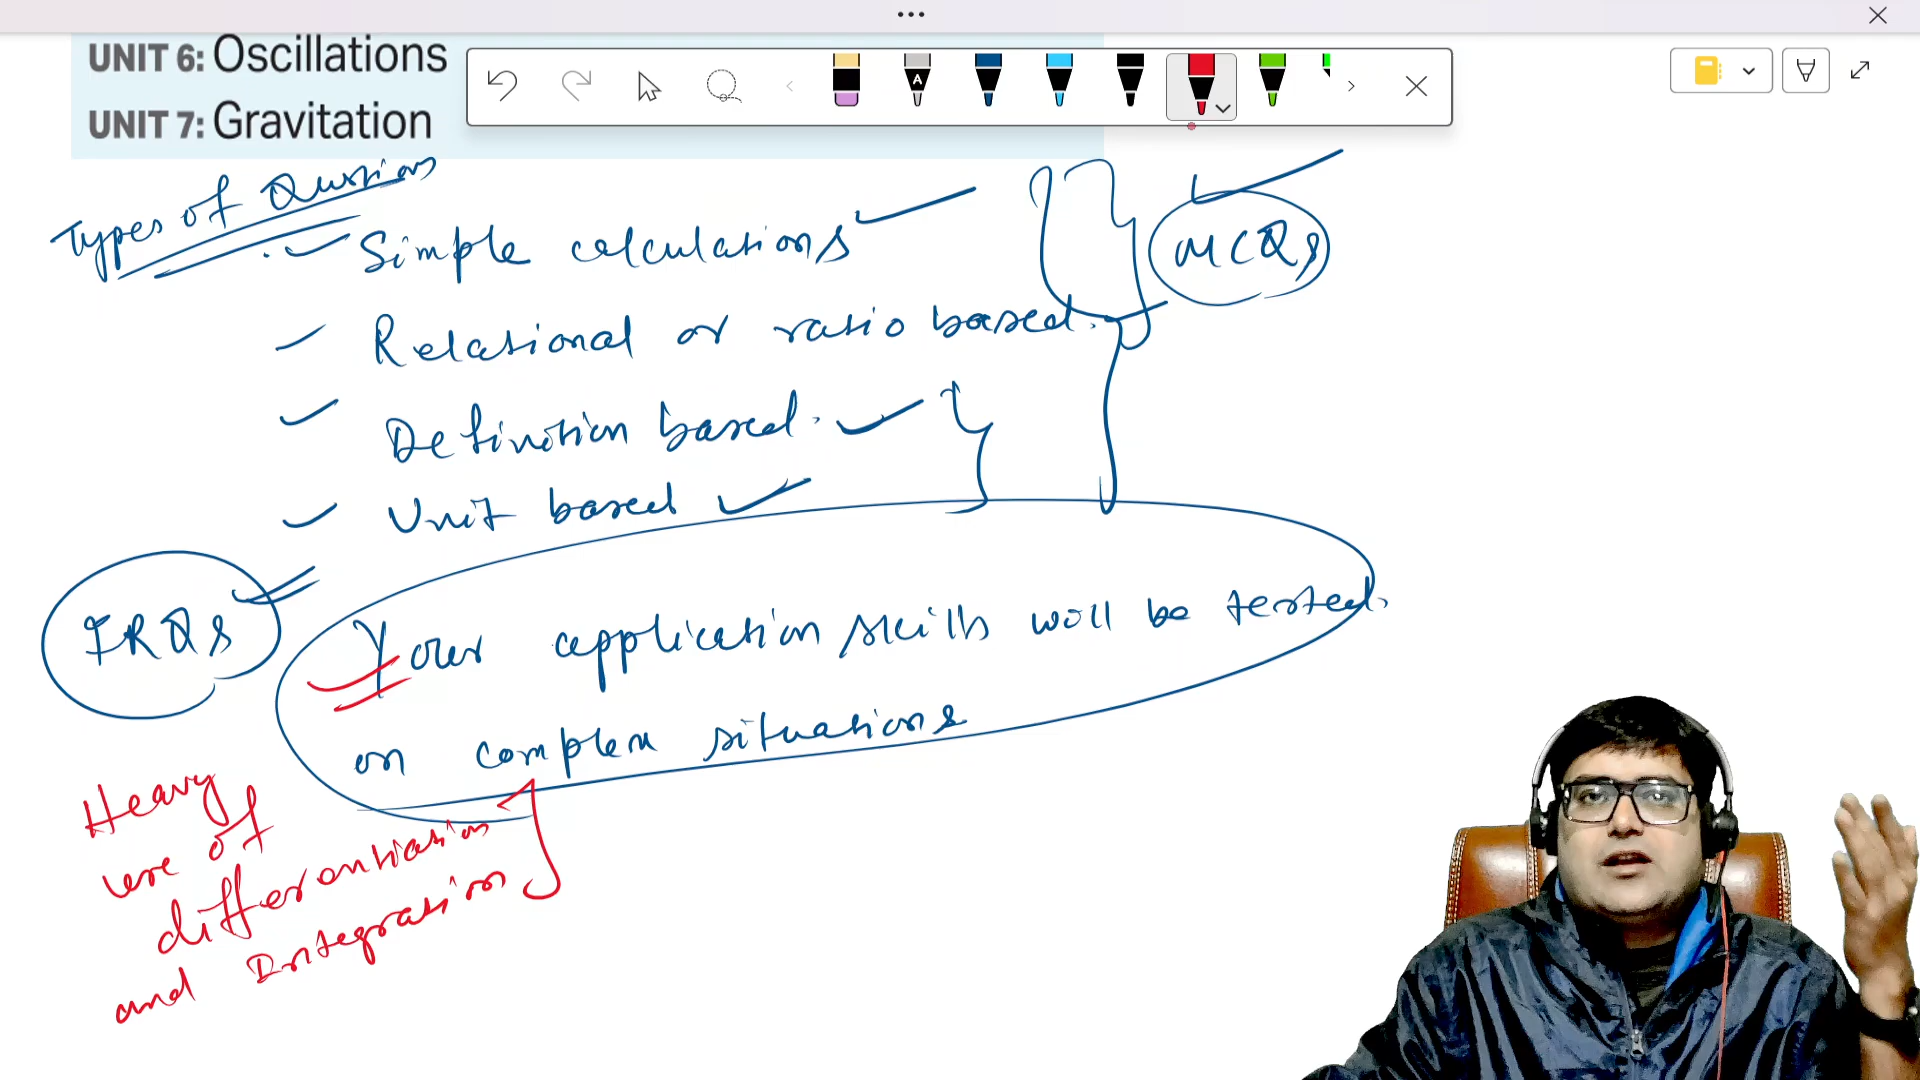 UNIT 6: Oscillations
UNIT 7: Gravitation
Types of Question
Simple calculations
MCQs
Relational or ratio based.
Definition based.
Unit based
FRQs
Your application skills will be tested.
on complex situations
Heavy
use of
differentiation
and Integration